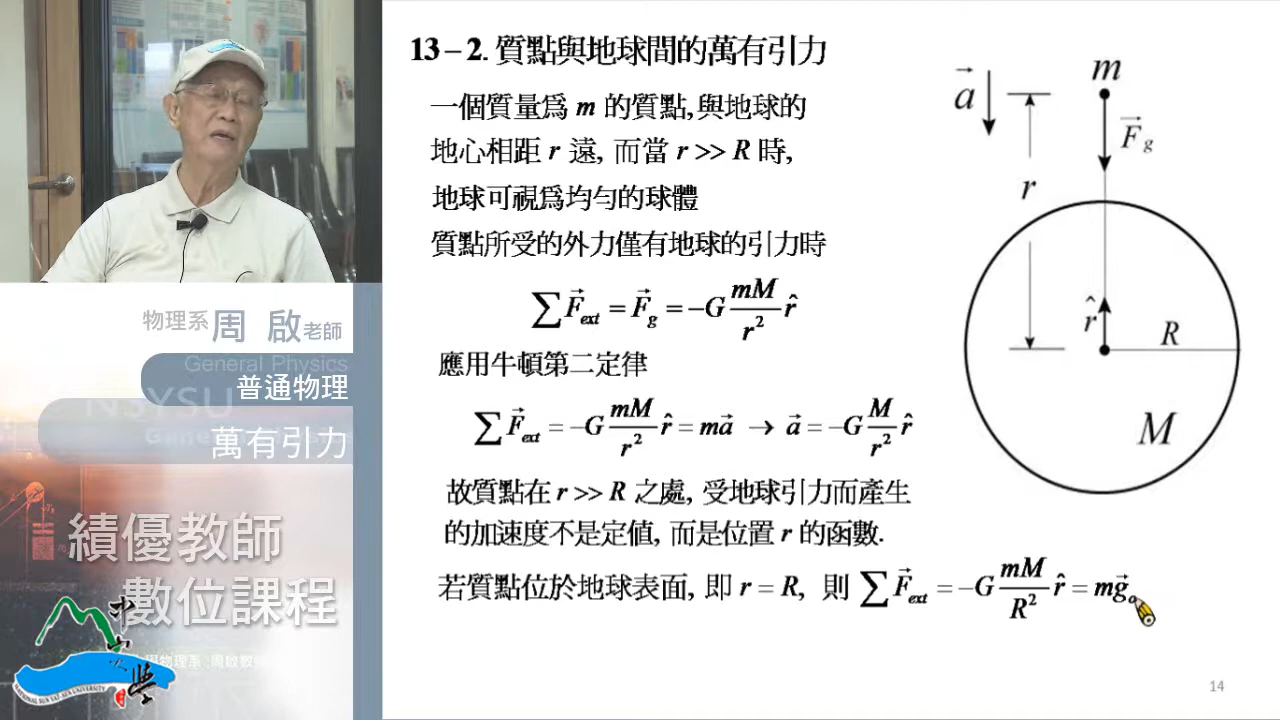 13-2. 質點與地球間的萬有引力
一個質量爲 m 的質點, 與地球的
地心相距 r 遠, 而當 r >> R 時,
地球可視爲均勻的球體
質點所受的外力僅有地球的引力時
∑F⃗ext = F⃗g = −G mM/r² r̂
應用牛頓第二定律
∑F⃗ext = −G mM/r² r̂ = ma⃗ → a⃗ = −G M/r² r̂
故質點在 r >> R 之處, 受地球引力而產生
的加速度不是定值, 而是位置 r 的函數.
若質點位於地球表面, 即 r = R, 則 ∑F⃗ext = −G mM/R² r̂ = mg⃗o
a⃗
m
F⃗g
r
r̂
R
M
14
物理系 周 啟 老師
General Physics
普通物理
NSYSU
萬有引力
績優教師
數位課程
NATIONAL SUN YAT-SEN UNIVERSITY